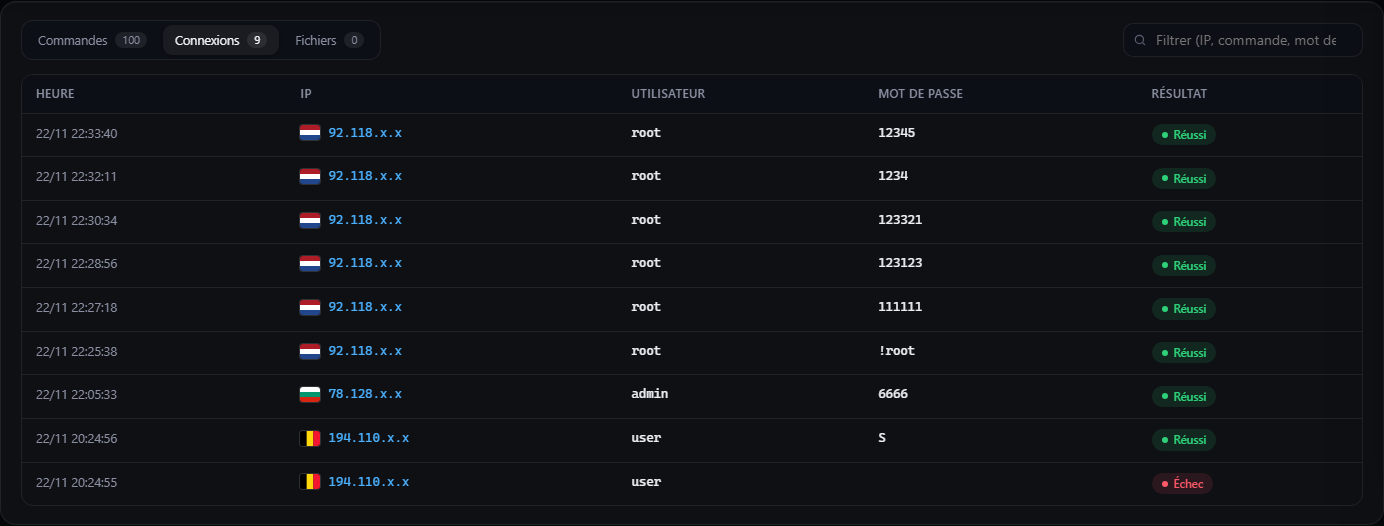 Commandes 100 Connexions 9 Fichiers 0 Filtrer (IP, commande, mot de
HEURE IP UTILISATEUR MOT DE PASSE RÉSULTAT
22/11 22:33:40 92.118.x.x root 12345 Réussi
22/11 22:32:11 92.118.x.x root 1234 Réussi
22/11 22:30:34 92.118.x.x root 123321 Réussi
22/11 22:28:56 92.118.x.x root 123123 Réussi
22/11 22:27:18 92.118.x.x root 111111 Réussi
22/11 22:25:38 92.118.x.x root !root Réussi
22/11 22:05:33 78.128.x.x admin 6666 Réussi
22/11 20:24:56 194.110.x.x user S Réussi
22/11 20:24:55 194.110.x.x user Échec